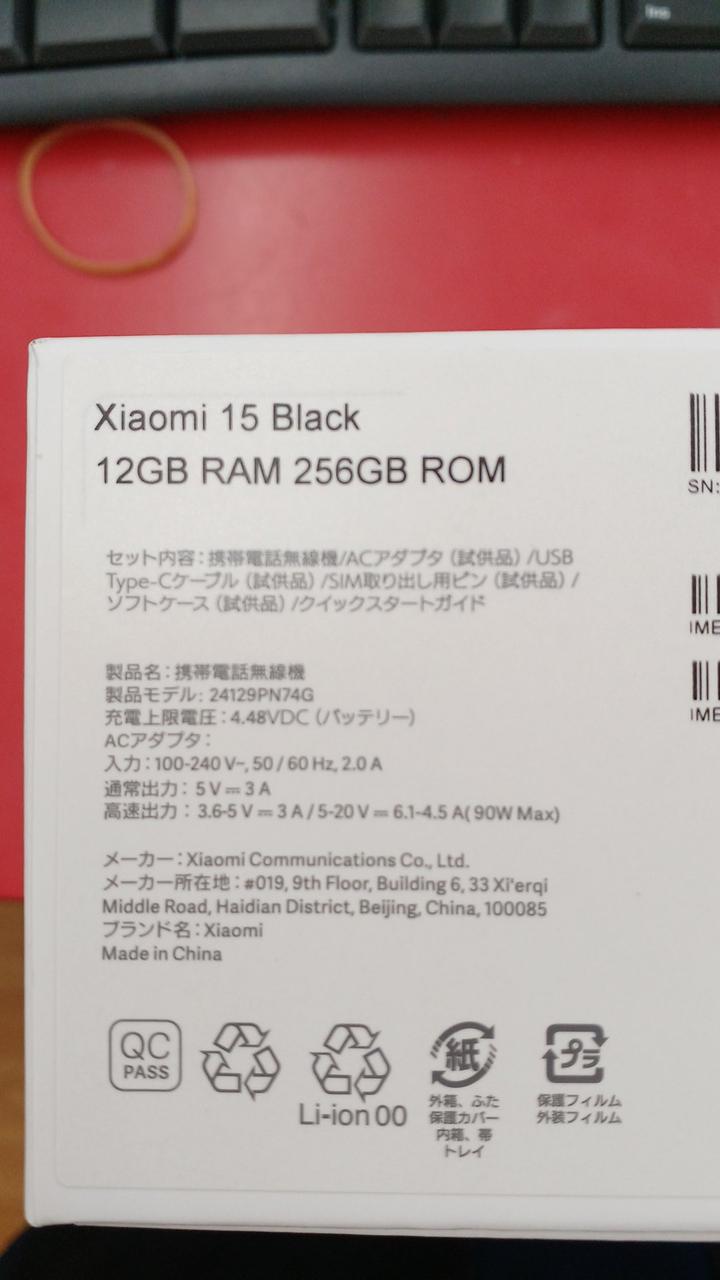 Ins
Xiaomi 15 Black
12GB RAM 256GB ROM
SN:
セット内容：携帯電話無線機/ACアダプタ（試供品）/USB
Type-Cケーブル（試供品）/SIM取り出し用ピン（試供品）/
ソフトケース（試供品）/クイックスタートガイド
IME
IME
製品名：携帯電話無線機
製品モデル: 24129PN74G
充電上限電圧：4.48VDC（バッテリー）
ACアダプタ：
入力：100-240 V~, 50 / 60 Hz, 2.0 A
通常出力： 5 V⎓3 A
高速出力： 3.6-5 V⎓3 A / 5-20 V⎓6.1-4.5 A( 90W Max)
メーカー：Xiaomi Communications Co., Ltd.
メーカー所在地：#019, 9th Floor, Building 6, 33 Xi'erqi
Middle Road, Haidian District, Beijing, China, 100085
ブランド名：Xiaomi
Made in China
QC
PASS
Li-ion 00
紙
外箱、ふた
保護カバー
内箱、帯
トレイ
プラ
保護フィルム
外装フィルム